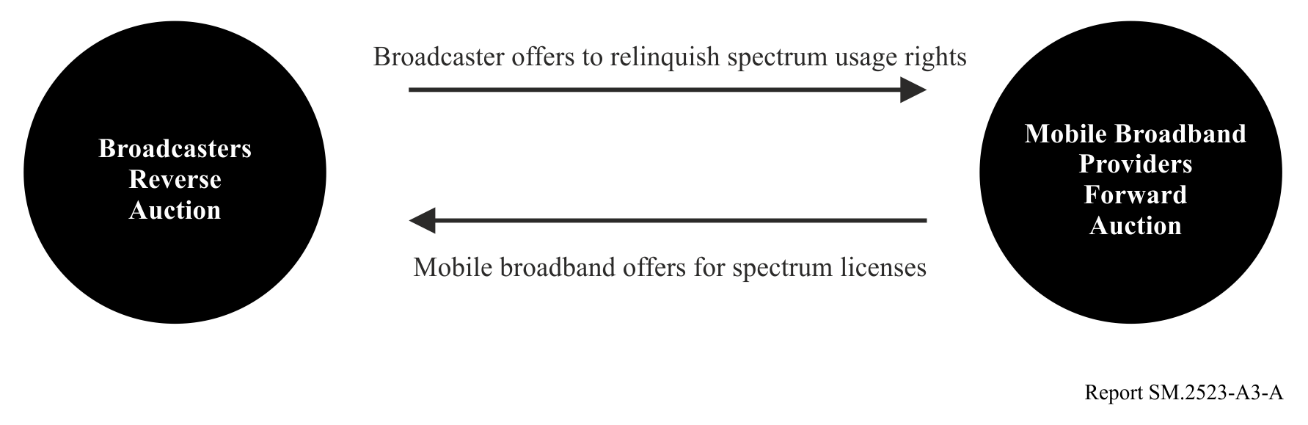 Broadcaster offers to relinquish spectrum usage rights
Broadcasters
Reverse
Auction
Mobile Broadband
Providers
Forward
Auction
Mobile broadband offers for spectrum licenses
Report SM.2523-A3-A